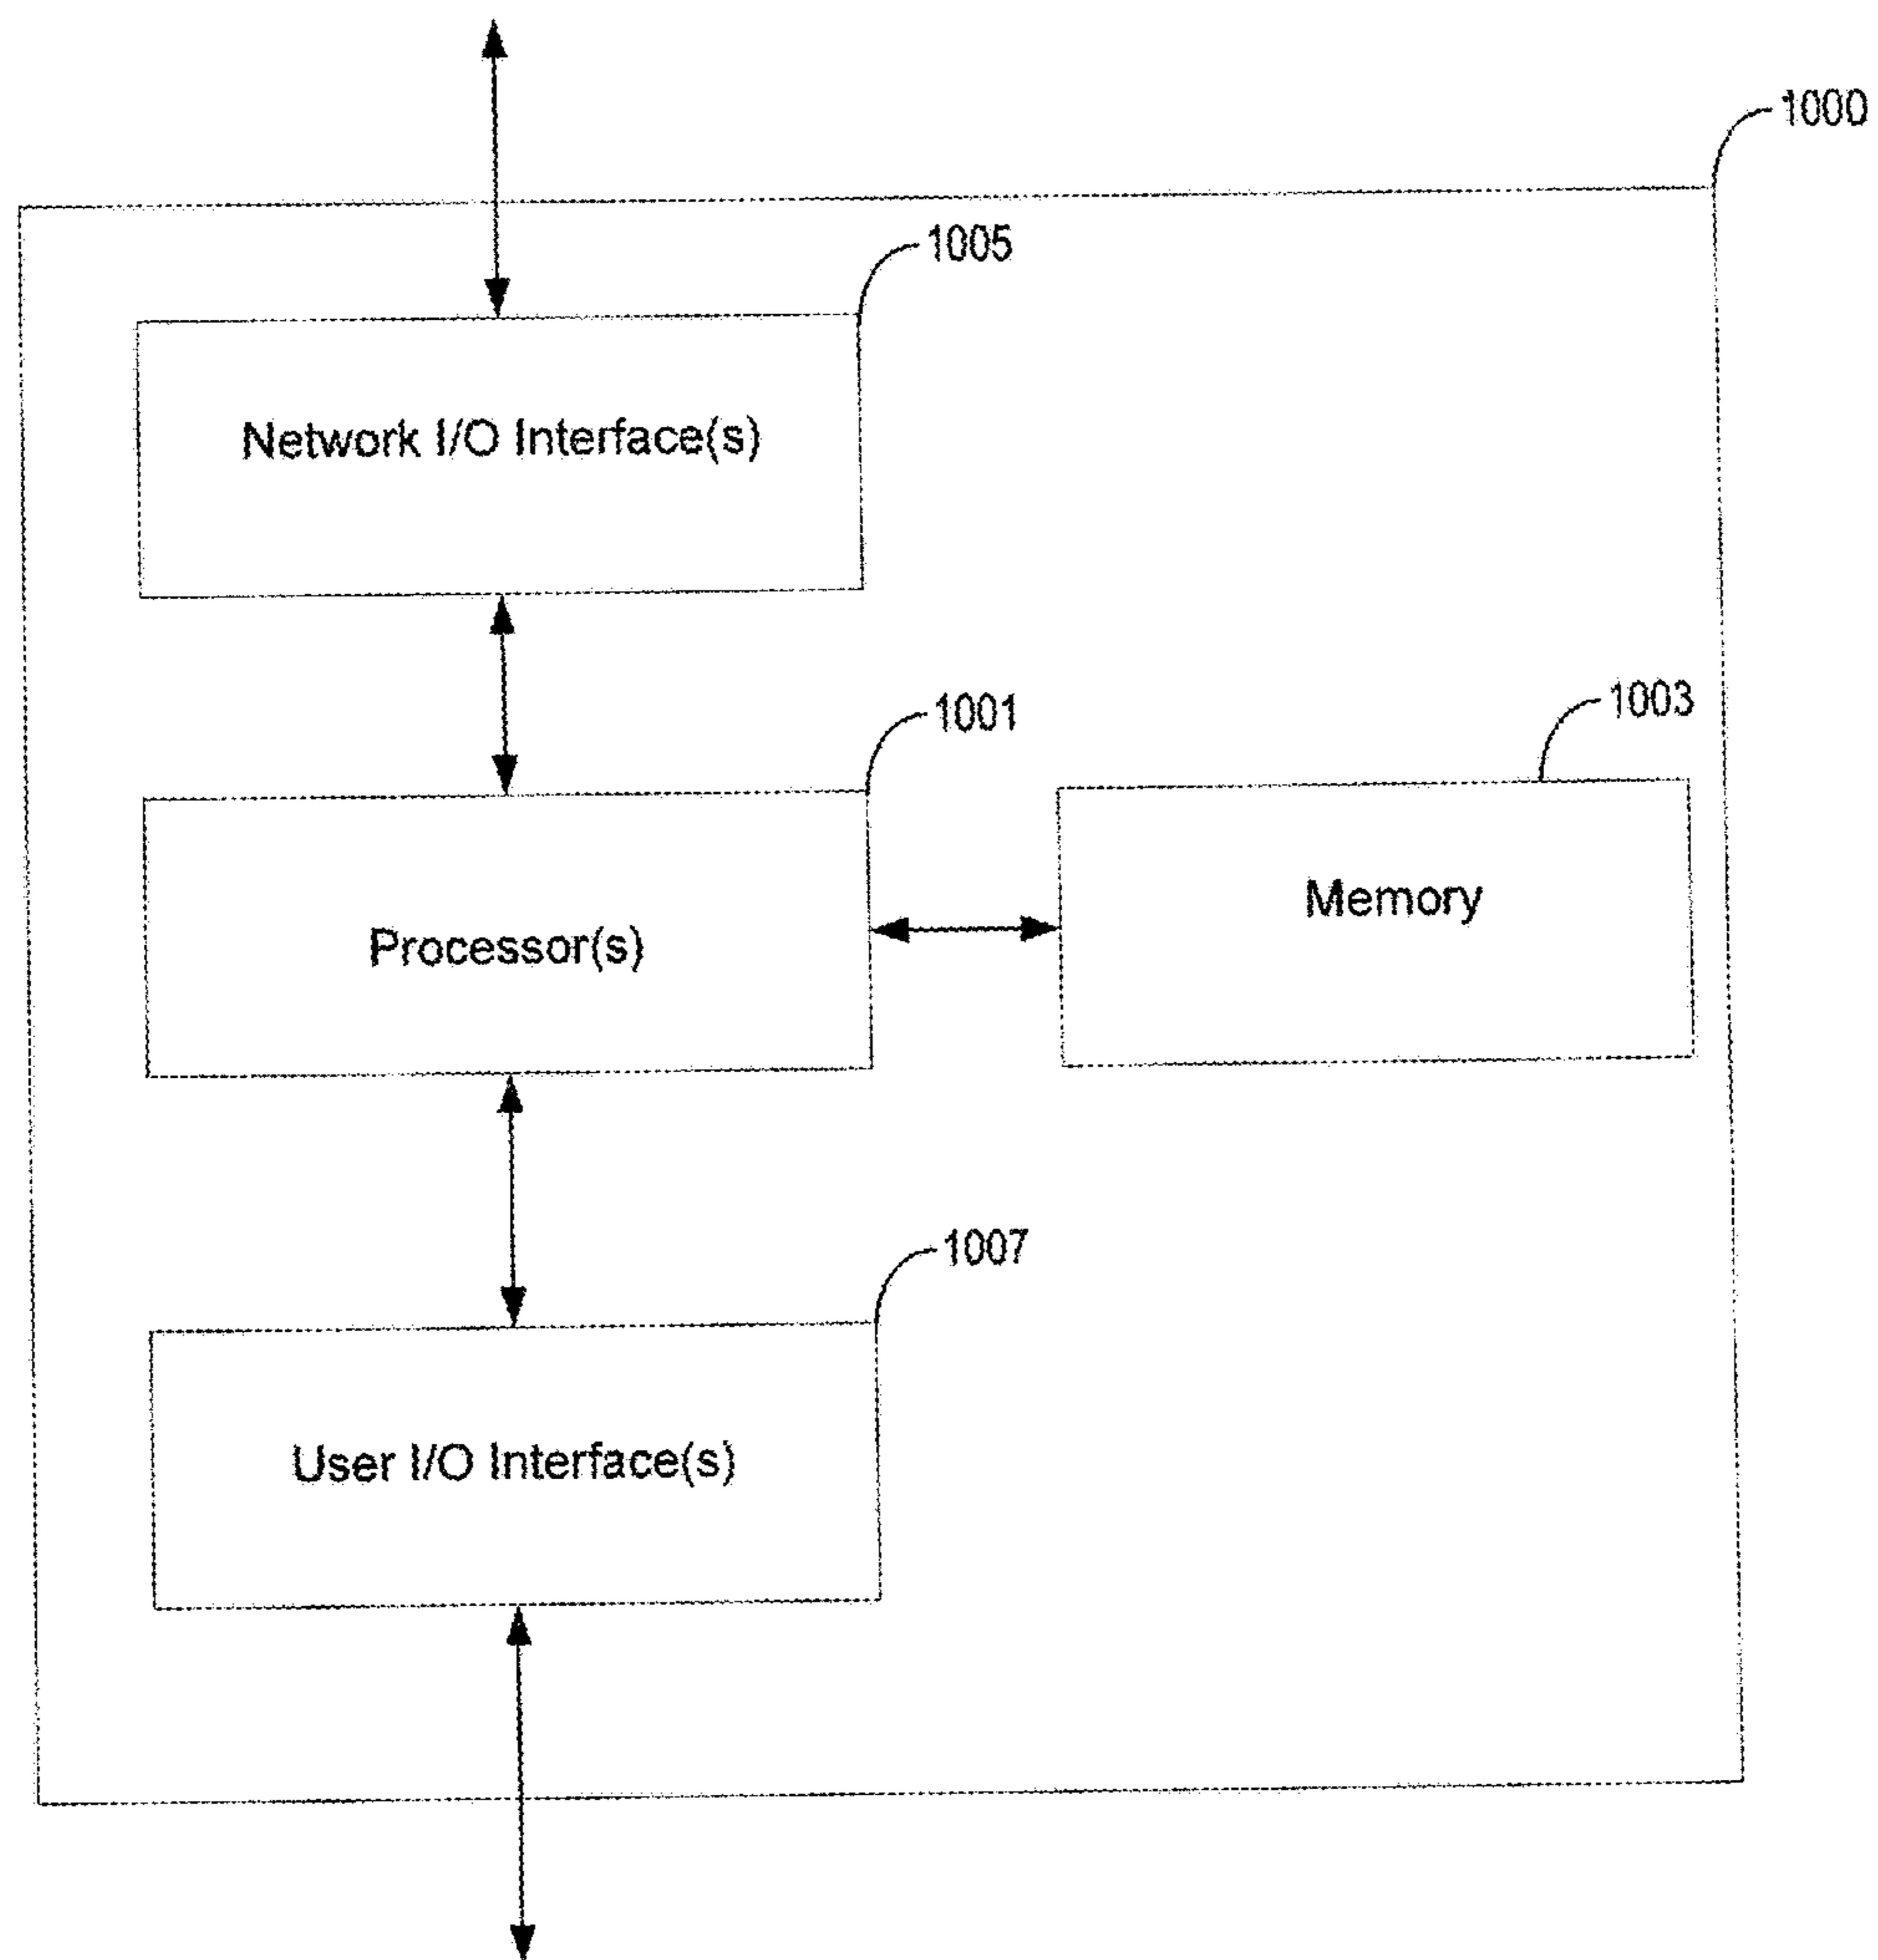 1000
1005
Network I/O Interface(s)
1001
1003
Processor(s)
Memory
1007
User I/O Interface(s)